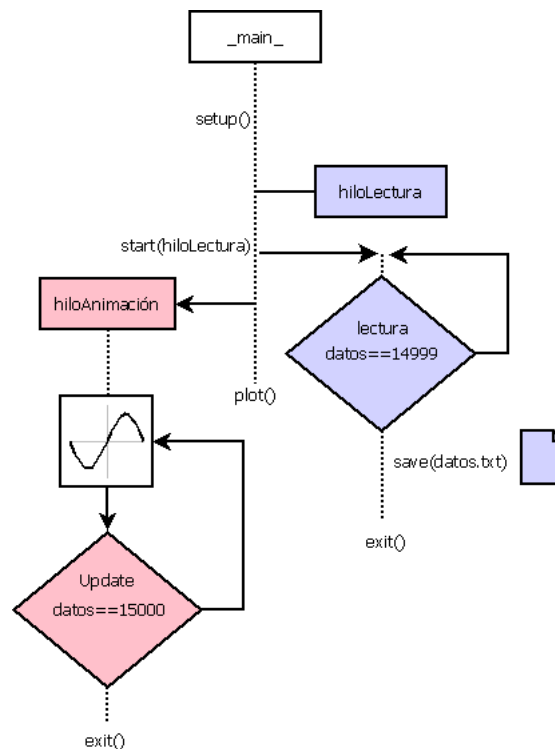 _main_
setup()
hiloLectura
start(hiloLectura)
hiloAnimación
lectura
datos==14999
plot()
save(datos.txt)
exit()
Update
datos==15000
exit()